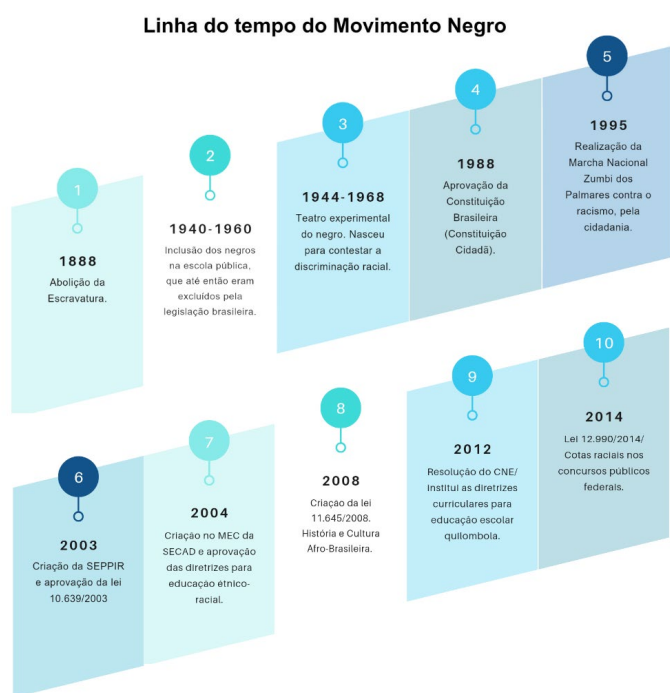 Linha do tempo do Movimento Negro
1
1888
Abolição da
Escravatura.
2
1940-1960
Inclusão dos negros
na escola pública,
que até então eram
excluídos pela
legislação brasileira.
3
1944-1968
Teatro experimental
do negro. Nasceu
para contestar a
discriminação racial.
4
1988
Aprovação da
Constituição
Brasileira
(Constituição
Cidadã).
5
1995
Realização da
Marcha Nacional
Zumbi dos
Palmares contra o
racismo, pela
cidadania.
6
2003
Criação da SEPPIR
e aprovação da lei
10.639/2003
7
2004
Criação no MEC da
SECAD e aprovação
das diretrizes para
educação étnico-
racial.
8
2008
Criação da lei
11.645/2008.
História e Cultura
Afro-Brasileira.
9
2012
Resolução do CNE/
Institui as diretrizes
curriculares para
educação escolar
quilombola.
10
2014
Lei 12.990/2014/
Cotas raciais nos
concursos públicos
federais.